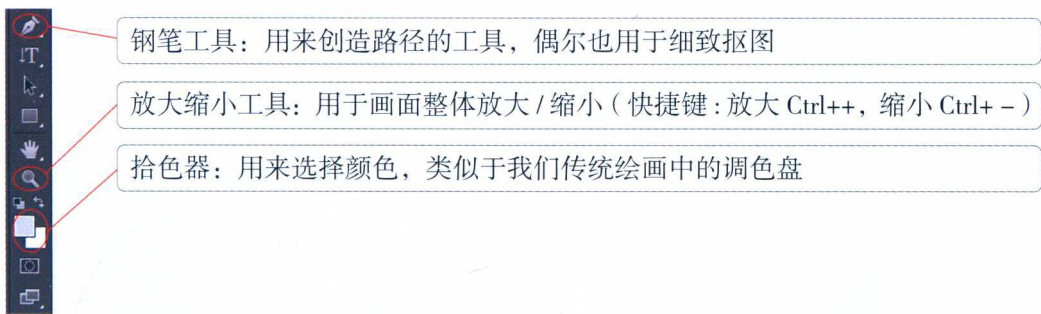 钢笔工具：用来创造路径的工具，偶尔也用于细致抠图
放大缩小工具：用于画面整体放大 / 缩小（快捷键：放大 Ctrl++，缩小 Ctrl+ −）
拾色器：用来选择颜色，类似于我们传统绘画中的调色盘